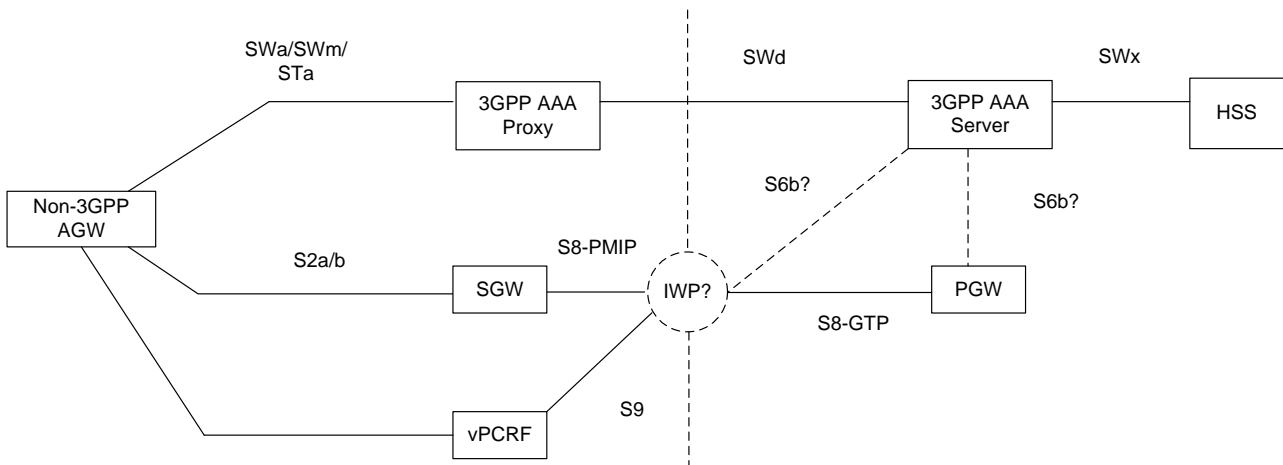 SWa/SWm/
STa
SWd
SWx
3GPP AAA
Proxy
3GPP AAA
Server
HSS
S6b?
S6b?
Non-3GPP
AGW
S2a/b
S8-PMIP
SGW
IWP?
PGW
S8-GTP
S9
vPCRF